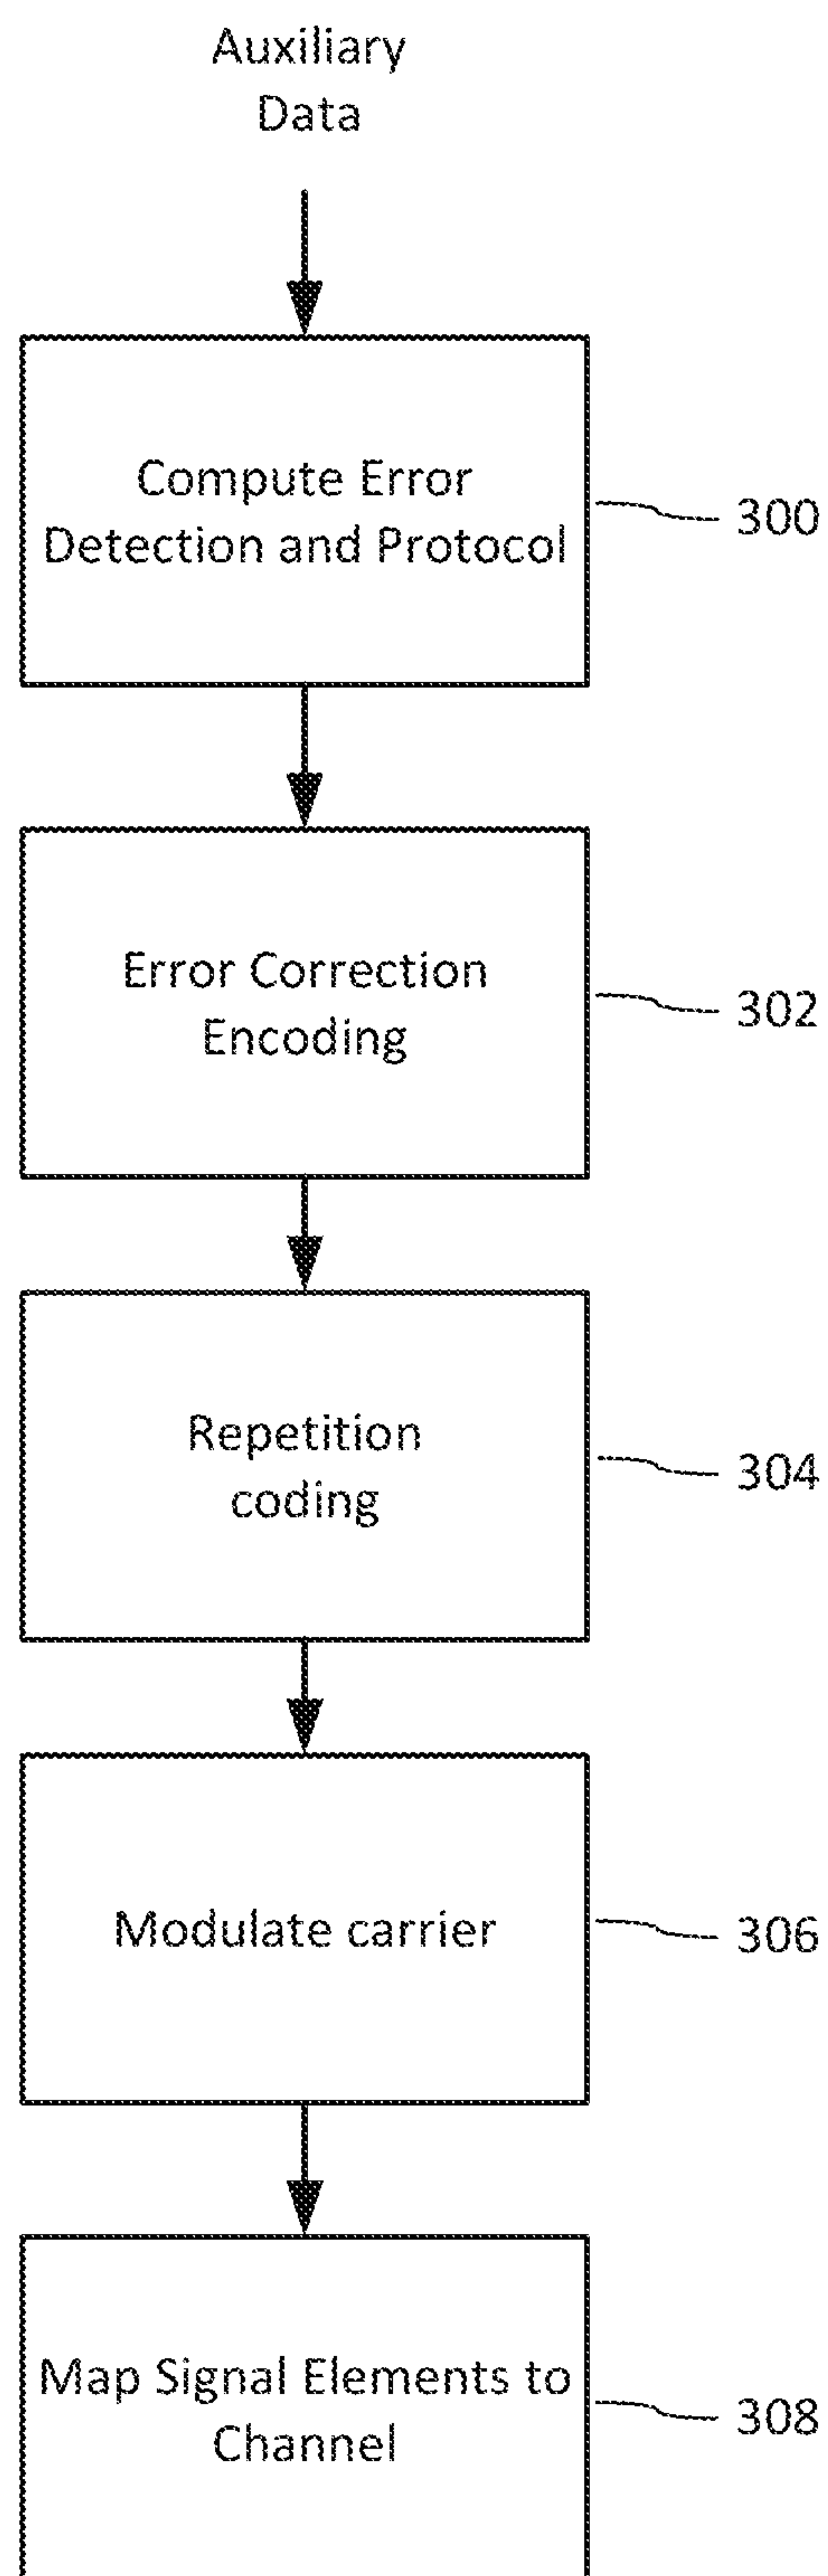 Auxiliary
Data
Compute Error
Detection and Protocol
300
Error Correction
Encoding
302
Repetition
coding
304
Modulate carrier
306
Map Signal Elements to
Channel
308